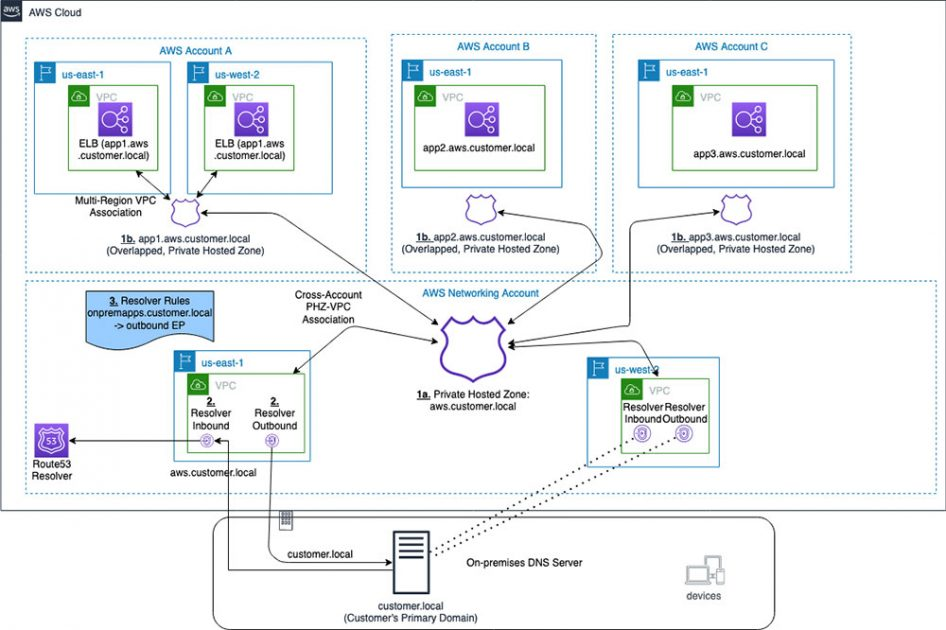 aws
AWS Cloud
AWS Account A
us-east-1
VPC
ELB (app1.aws
.customer.local)
us-west-2
VPC
ELB (app1.aws
.customer.local)
Multi-Region VPC
Association
1b. app1.aws.customer.local
(Overlapped, Private Hosted Zone)
AWS Account B
us-east-1
VPC
app2.aws.customer.local
1b. app2.aws.customer.local
(Overlapped, Private Hosted Zone)
AWS Account C
us-east-1
VPC
app3.aws.customer.local
1b. app3.aws.customer.local
(Overlapped, Private Hosted Zone)
AWS Networking Account
3. Resolver Rules
onpremapps.customer.local
-> outbound EP
Cross-Account
PHZ-VPC
Association
1a. Private Hosted Zone:
aws.customer.local
us-east-1
VPC
2.
Resolver
Inbound
2.
Resolver
Outbound
aws.customer.local
53
Route53
Resolver
us-west-2
VPC
Resolver
Inbound
Resolver
Outbound
customer.local
On-premises DNS Server
customer.local
(Customer's Primary Domain)
devices